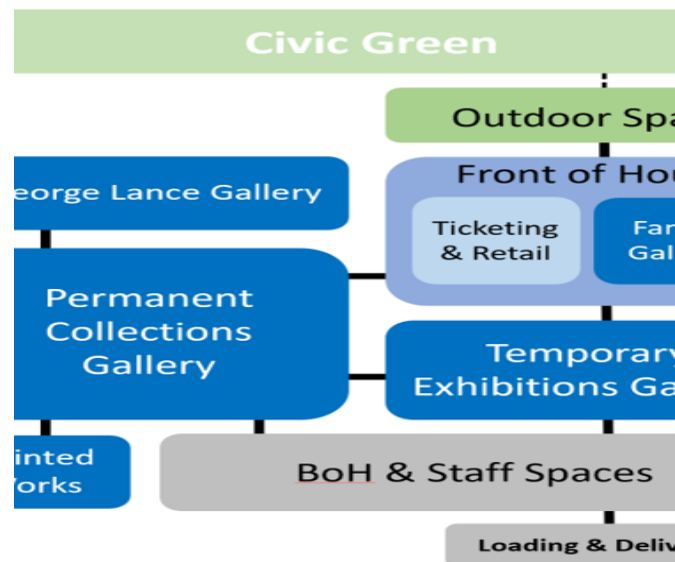 Civic Green
Outdoor Spa
Front of Hou
eorge Lance Gallery
Ticketing
& Retail
Fam
Gal
Permanent
Collections
Gallery
Temporary
Exhibitions Ga
inted
orks
BoH & Staff Spaces
Loading & Deliv